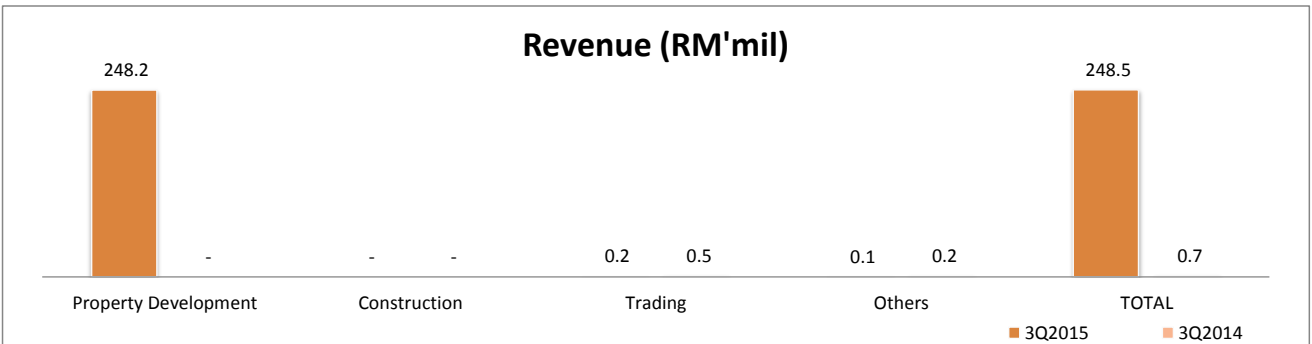 Revenue (RM'mil)
248.2 248.5
- - - 0.2 0.5 0.1 0.2 0.7
Property Development Construction Trading Others TOTAL
3Q2015 3Q2014